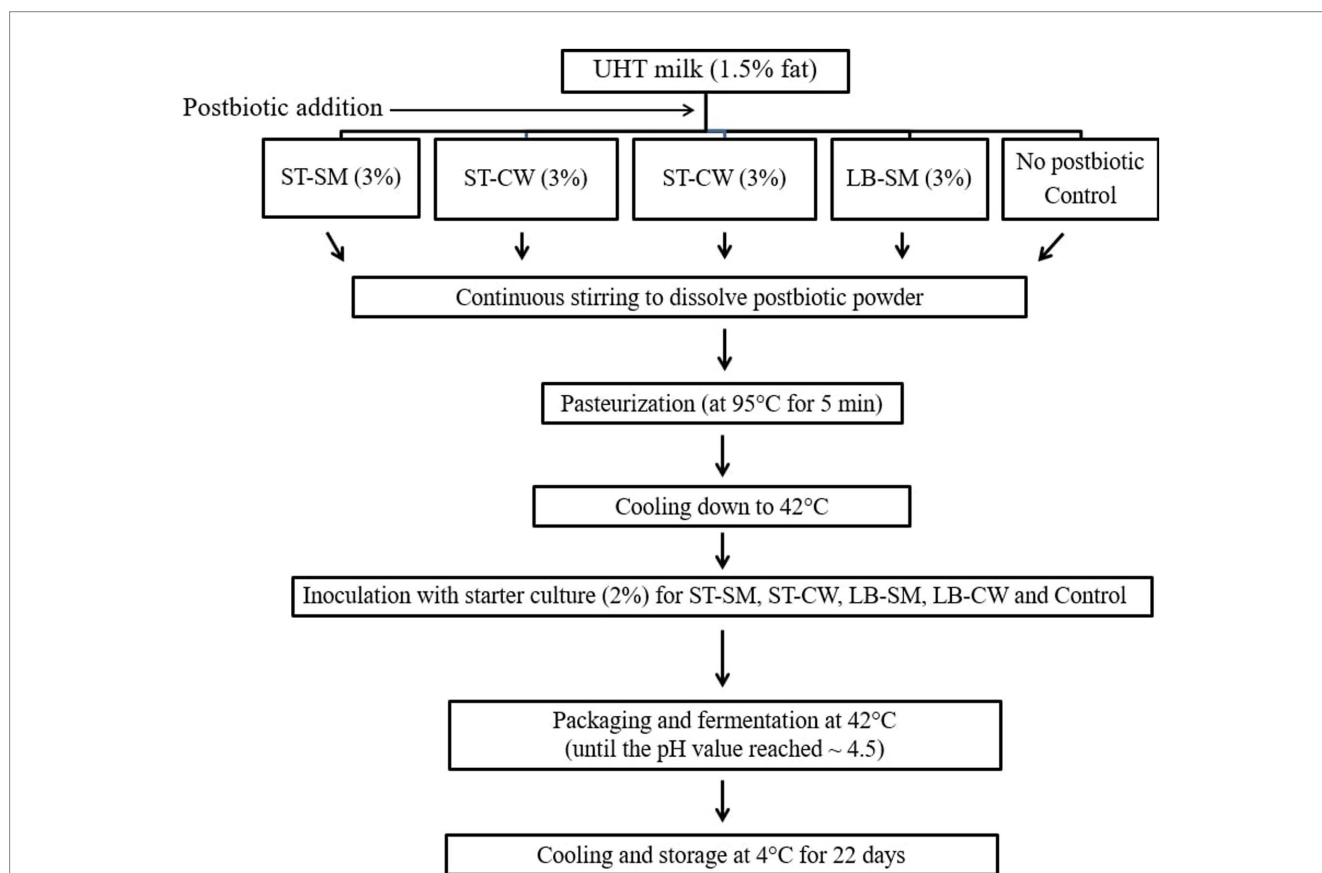 UHT milk (1.5% fat)
Postbiotic addition
ST-SM (3%)
ST-CW (3%)
ST-CW (3%)
LB-SM (3%)
No postbiotic
Control
Continuous stirring to dissolve postbiotic powder
Pasteurization (at 95°C for 5 min)
Cooling down to 42°C
Inoculation with starter culture (2%) for ST-SM, ST-CW, LB-SM, LB-CW and Control
Packaging and fermentation at 42°C
(until the pH value reached ~ 4.5)
Cooling and storage at 4°C for 22 days